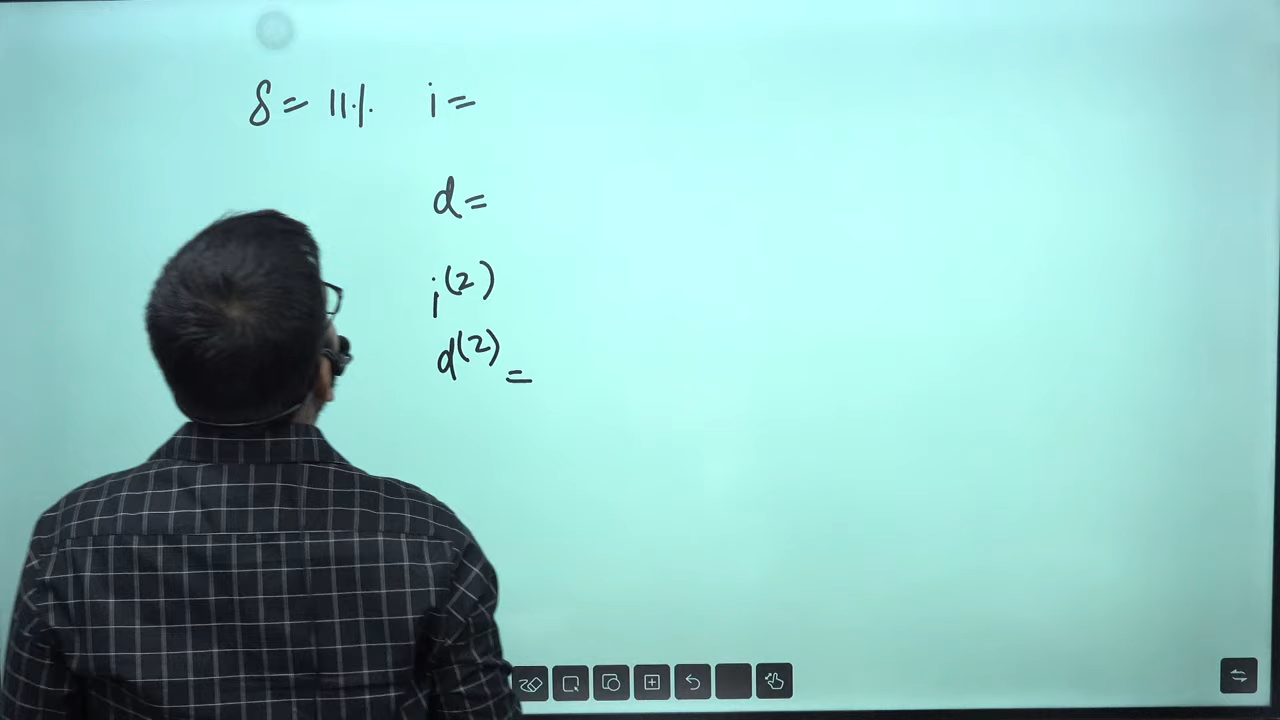 δ = 11% i =
d =
i^(2)
d^(2) =